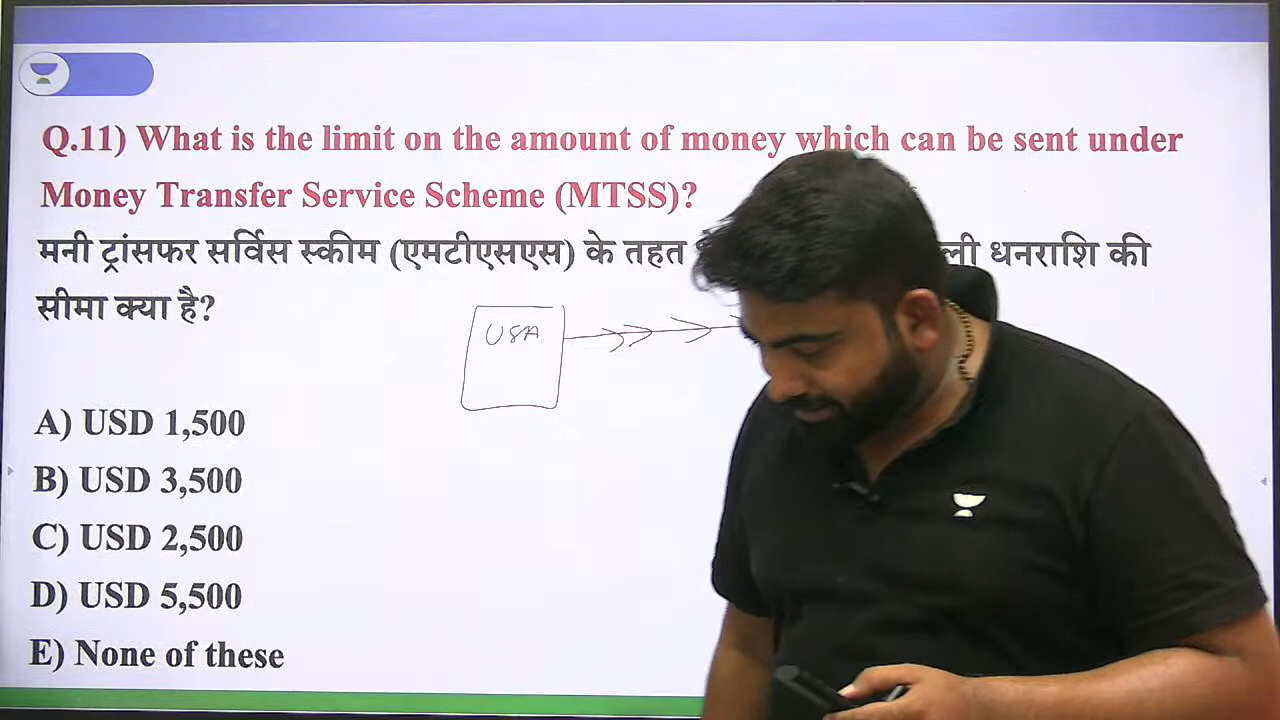 Q.11) What is the limit on the amount of money which can be sent under
Money Transfer Service Scheme (MTSS)?
मनी ट्रांसफर सर्विस स्कीम (एमटीएसएस) के तहत ली धनराशि की
सीमा क्या है?
USA
A) USD 1,500
B) USD 3,500
C) USD 2,500
D) USD 5,500
E) None of these